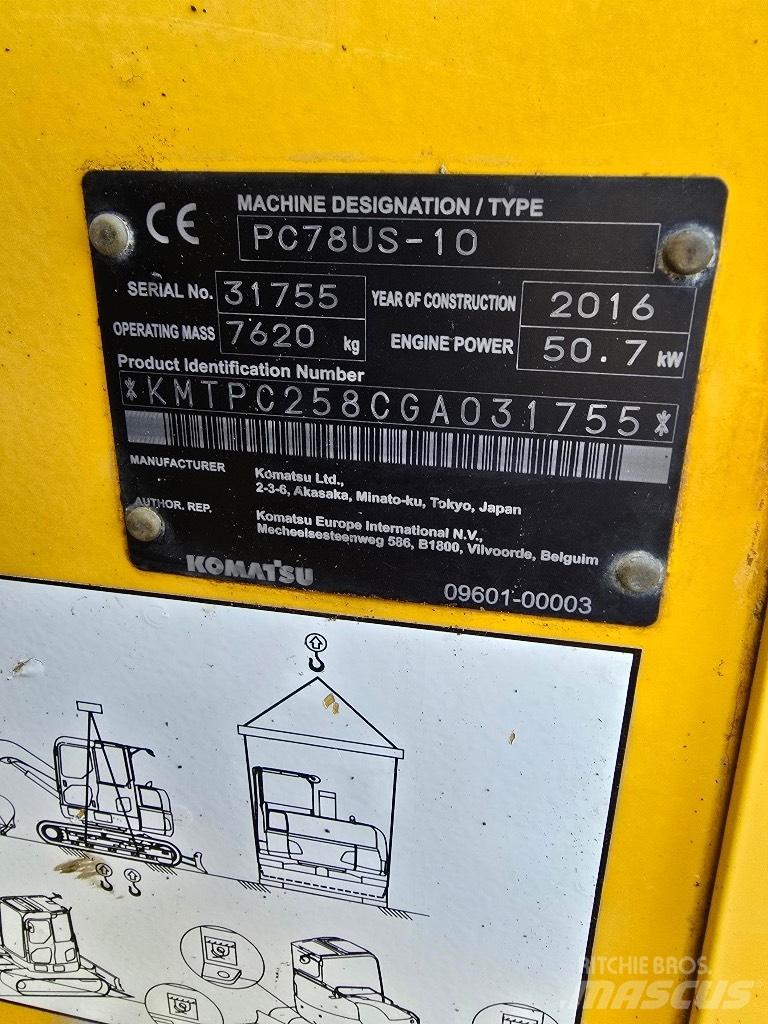 CE MACHINE DESIGNATION / TYPE
PC78US-10
SERIAL No. 31755 YEAR OF CONSTRUCTION 2016
OPERATING MASS 7620 kg ENGINE POWER 50.7 kW
Product Identification Number
*KMTPC258CGA031755*
MANUFACTURER Komatsu Ltd.,
2-3-6, Akasaka, Minato-ku, Tokyo, Japan
AUTHOR. REP. Komatsu Europe International N.V.,
Mecheelsesteenweg 586, B1800, Vilvoorde, Belguim
KOMATSU 09601-00003
RITCHIE BROS.
MASCUS